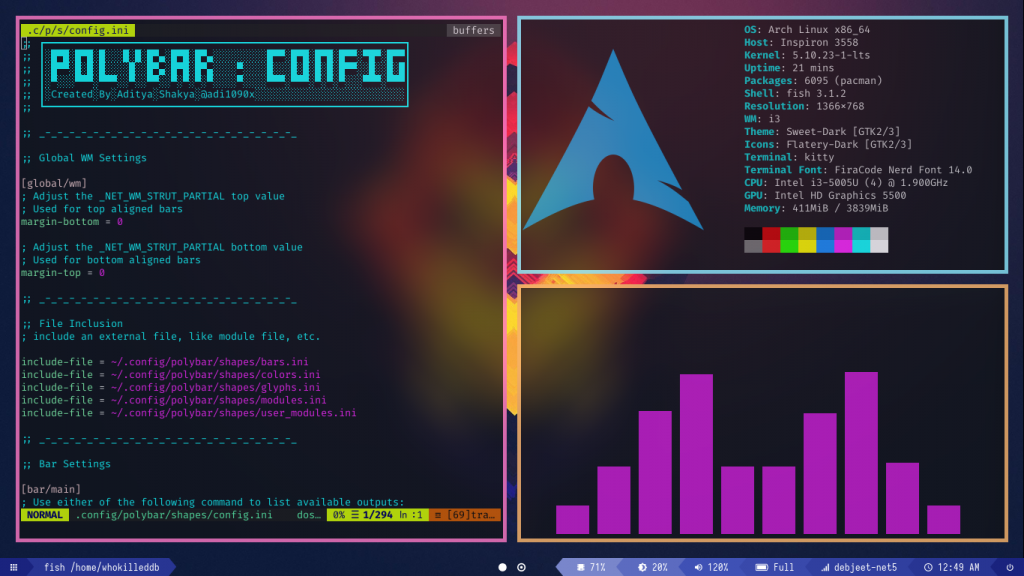 .c/p/s/config.ini buffers
;;
;; POLYBAR : CONFIG
;;
;; Created By Aditya Shakya @adi1090x
;;
;; _-_-_-_-_-_-_-_-_-_-_-_-_-_-_-_-_-_-_-_-_-_
;; Global WM Settings
[global/wm]
; Adjust the _NET_WM_STRUT_PARTIAL top value
; Used for top aligned bars
margin-bottom = 0
; Adjust the _NET_WM_STRUT_PARTIAL bottom value
; Used for bottom aligned bars
margin-top = 0
;; _-_-_-_-_-_-_-_-_-_-_-_-_-_-_-_-_-_-_-_-_-_
;; File Inclusion
; include an external file, like module file, etc.
include-file = ~/.config/polybar/shapes/bars.ini
include-file = ~/.config/polybar/shapes/colors.ini
include-file = ~/.config/polybar/shapes/glyphs.ini
include-file = ~/.config/polybar/shapes/modules.ini
include-file = ~/.config/polybar/shapes/user_modules.ini
;; _-_-_-_-_-_-_-_-_-_-_-_-_-_-_-_-_-_-_-_-_-_
;; Bar Settings
[bar/main]
; Use either of the following command to list available outputs:
NORMAL .config/polybar/shapes/config.ini dos… 0% ☰ 1/294 ln :1 ≡ [69]tra…
OS: Arch Linux x86_64
Host: Inspiron 3558
Kernel: 5.10.23-1-lts
Uptime: 21 mins
Packages: 6095 (pacman)
Shell: fish 3.1.2
Resolution: 1366×768
WM: i3
Theme: Sweet-Dark [GTK2/3]
Icons: Flatery-Dark [GTK2/3]
Terminal: kitty
Terminal Font: FiraCode Nerd Font 14.0
CPU: Intel i3-5005U (4) @ 1.900GHz
GPU: Intel HD Graphics 5500
Memory: 411MiB / 3839MiB
fish /home/whokilleddb 71% 20% 120% Full debjeet-net5 12:49 AM